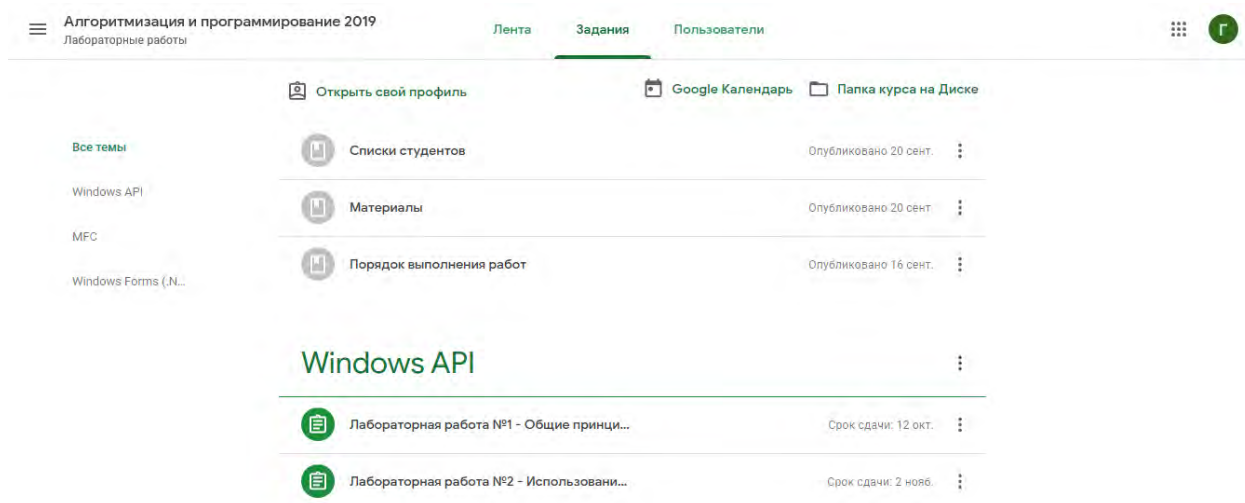 Алгоритмизация и программирование 2019
Лабораторные работы
Лента Задания Пользователи
Г
Открыть свой профиль Google Календарь Папка курса на Диске
Все темы
Windows API
MFC
Windows Forms (.N...
Списки студентов Опубликовано 20 сент.
Материалы Опубликовано 20 сент
Порядок выполнения работ Опубликовано 16 сент.
Windows API
Лабораторная работа №1 - Общие принци... Срок сдачи: 12 окт.
Лабораторная работа №2 - Использовани... Срок сдачи: 2 нояб.